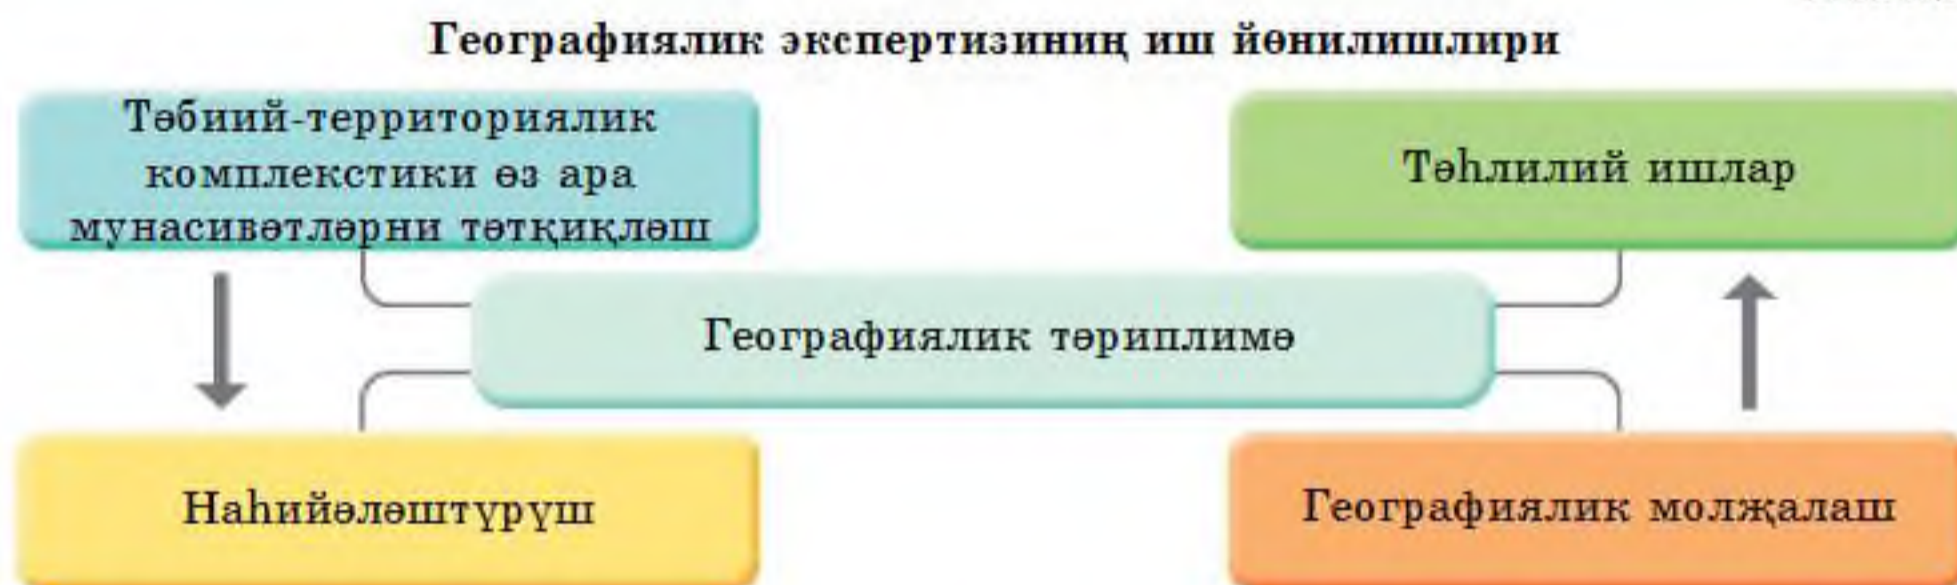 Географиялик экспертизиниң иш йөнилишлири
Тәбиий-территориялик
комплекстики өз ара
мунасивәтләрни тәтқиқләш
Тәһлилий ишлар
Географиялик тәриплимә
Наһийәләштүрүш
Географиялик молҗалаш